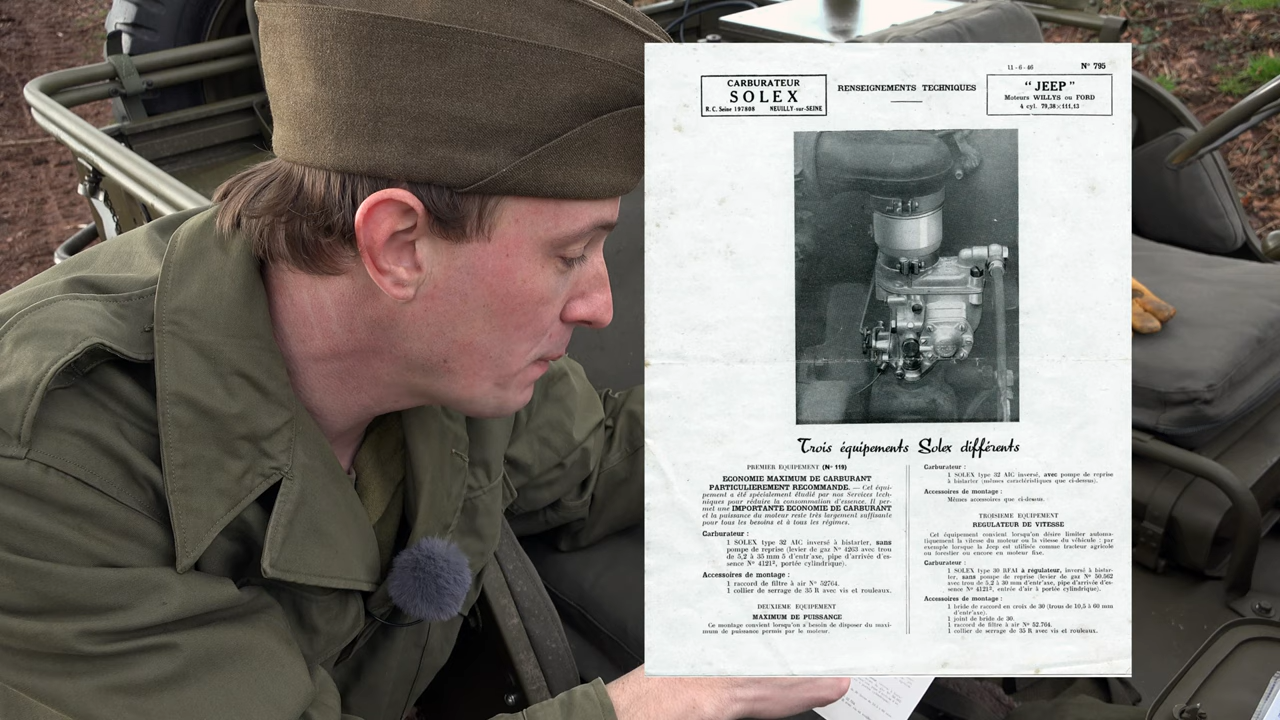 11-6-46 N° 795
CARBURATEUR
SOLEX
R. C. Seine 197808 NEUILLY-sur-SEINE
RENSEIGNEMENTS TECHNIQUES
"JEEP"
Moteurs WILLYS ou FORD
4 cyl. 79,38×111,13
Trois équipements Solex différents
PREMIER EQUIPEMENT (N° 119)
ECONOMIE MAXIMUM DE CARBURANT
PARTICULIEREMENT RECOMMANDE. — Cet équi-
pement a été spécialement étudié par nos Services tech-
niques pour réduire la consommation d'essence. Il per-
met une IMPORTANTE ECONOMIE DE CARBURANT
et la puissance du moteur reste très largement suffisante
pour tous les besoins et à tous les régimes.
Carburateur :
1 SOLEX type 32 AIC inversé à bistarter, sans
pompe de reprise (levier de gaz N° 4263 avec trou
de 5,2 à 35 mm 5 d'entr'axe, pipe d'arrivée d'es-
sence N° 4121², portée cylindrique).
Accessoires de montage :
1 raccord de filtre à air N° 52764.
1 collier de serrage de 35 R avec vis et rouleaux.
DEUXIEME EQUIPEMENT
MAXIMUM DE PUISSANCE
Ce montage convient lorsqu'on a besoin de disposer du maxi-
mum de puissance permis par le moteur.
Carburateur :
1 SOLEX type 32 AIC inversé, avec pompe de reprise
à bistarter (mêmes caractéristiques que ci-dessus).
Accessoires de montage :
Mêmes accessoires que ci-dessus.
TROISIEME EQUIPEMENT
REGULATEUR DE VITESSE
Cet équipement convient lorsqu'on désire limiter automa-
tiquement la vitesse du moteur ou la vitesse du véhicule ; par
exemple lorsque la Jeep est utilisée comme tracteur agricole
ou forestier ou encore en moteur fixe.
Carburateur :
1 SOLEX type 30 RFAI à régulateur, inversé à bistar-
ter, sans pompe de reprise (levier de gaz N° 50.562
avec trou de 5,2 à 30 mm d'entr'axe, pipe d'arrivée d'es-
sence N° 4121², entrée d'air à portée cylindrique).
Accessoires de montage :
1 bride de raccord en croix de 30 (trous de 10,5 à 60 mm
d'entr'axe).
1 joint de bride de 30.
1 raccord de filtre à air N° 52.764.
1 collier de serrage de 35 R avec vis et rouleaux.